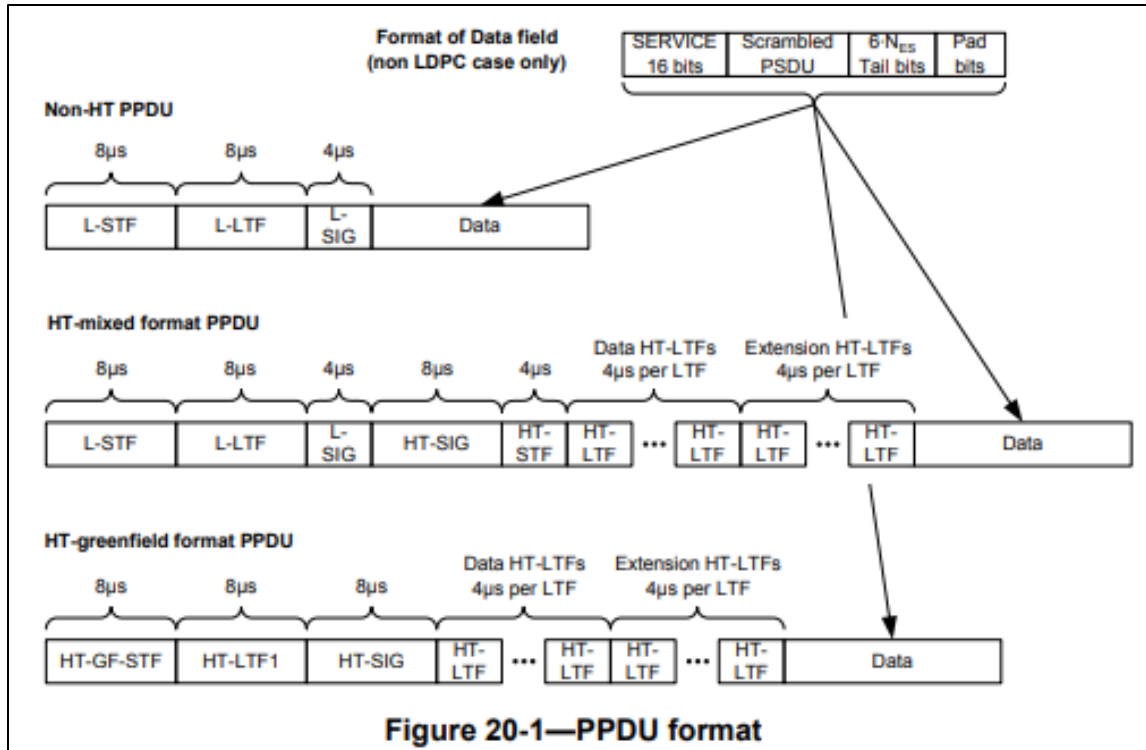 Format of Data field
(non LDPC case only)
SERVICE
16 bits
Scrambled
PSDU
6·N_ES
Tail bits
Pad
bits
Non-HT PPDU
8µs
8µs
4µs
L-STF
L-LTF
L-
SIG
Data
HT-mixed format PPDU
Data HT-LTFs
4µs per LTF
Extension HT-LTFs
4µs per LTF
8µs
8µs
4µs
8µs
4µs
L-STF
L-LTF
L-
SIG
HT-SIG
HT-
STF
HT-
LTF
•••
HT-
LTF
HT-
LTF
•••
HT-
LTF
Data
HT-greenfield format PPDU
Data HT-LTFs
4µs per LTF
Extension HT-LTFs
4µs per LTF
8µs
8µs
8µs
HT-GF-STF
HT-LTF1
HT-SIG
HT-
LTF
•••
HT-
LTF
HT-
LTF
•••
HT-
LTF
Data
Figure 20-1—PPDU format